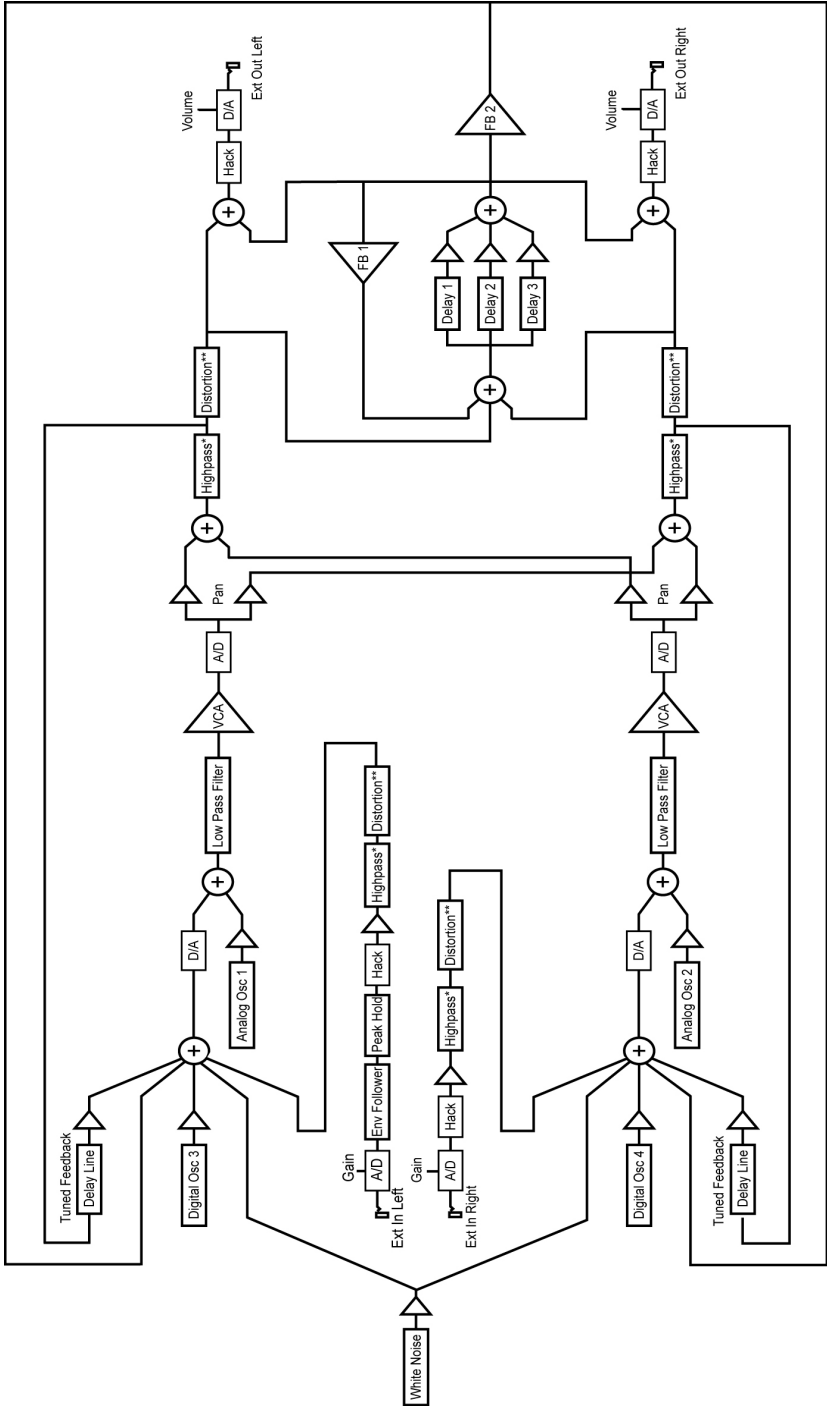 Tuned Feedback
Delay Line
Digital Osc 3
D/A
Analog Osc 1
Low Pass Filter
VCA
A/D
Pan
Highpass*
Distortion**
Hack
D/A
Volume
Ext Out Left
White Noise
Ext In Left
Gain
A/D
Env Follower
Peak Hold
Hack
Highpass*
Distortion**
FB 1
Delay 1
Delay 2
Delay 3
FB 2
Ext In Right
Gain
A/D
Hack
Highpass*
Distortion**
Digital Osc 4
Tuned Feedback
Delay Line
D/A
Analog Osc 2
Low Pass Filter
VCA
A/D
Pan
Highpass*
Distortion**
Hack
D/A
Volume
Ext Out Right